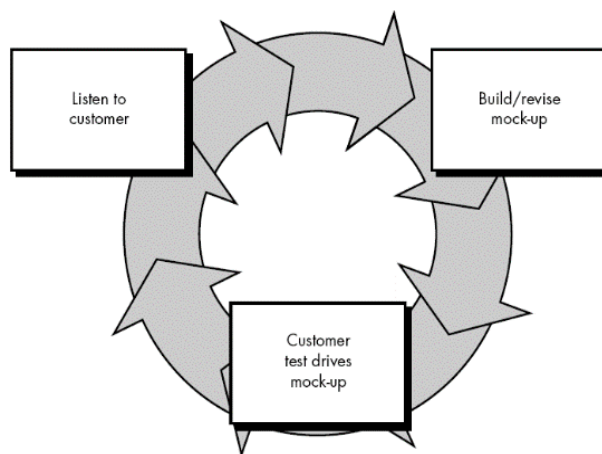 Listen to
customer
Build/revise
mock-up
Customer
test drives
mock-up